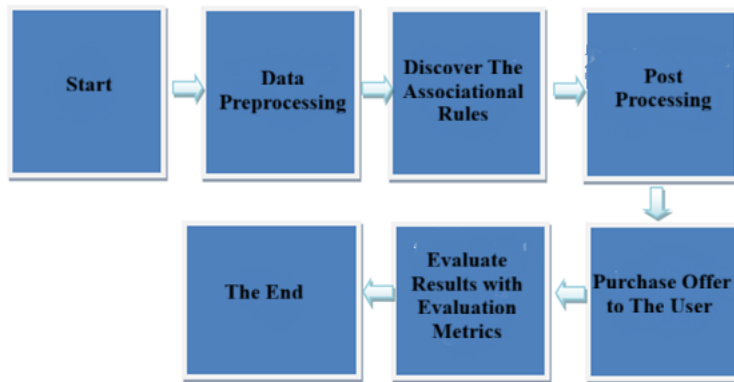 Start
Data
Preprocessing
Discover The
Associational
Rules
Post
Processing
Purchase Offer
to The User
Evaluate
Results with
Evaluation
Metrics
The End